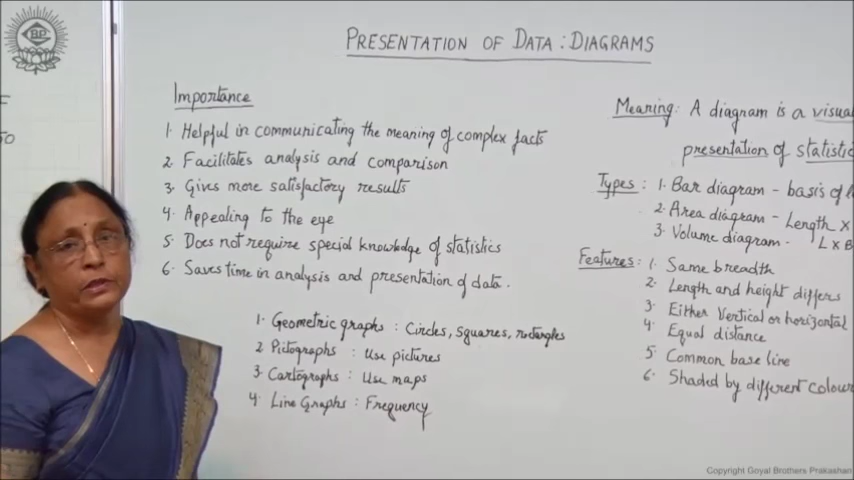 BP
PRESENTATION OF DATA : DIAGRAMS
50
Importance
1. Helpful in communicating the meaning of complex facts
2. Facilitates analysis and comparison
3. Gives more satisfactory results
4. Appealing to the eye
5. Does not require special knowledge of statistics
6. Saves time in analysis and presentation of data.
1. Geometric graphs : Circles, squares, rectangles
2 Pictographs : Use pictures
3. Cartographs : Use maps
4. Line Graphs : Frequency
Meaning: A diagram is a visual
presentation of statistic
Types : 1. Bar diagram - basis of
2. Area diagram - Length x
3. Volume diagram - L x B
Features: 1. Same breadth
2. Length and height differs
3. Either vertical or horizontal
4. Equal distance
5. Common base line
6. Shaded by different colour
Copyright Goyal Brothers Prakashan